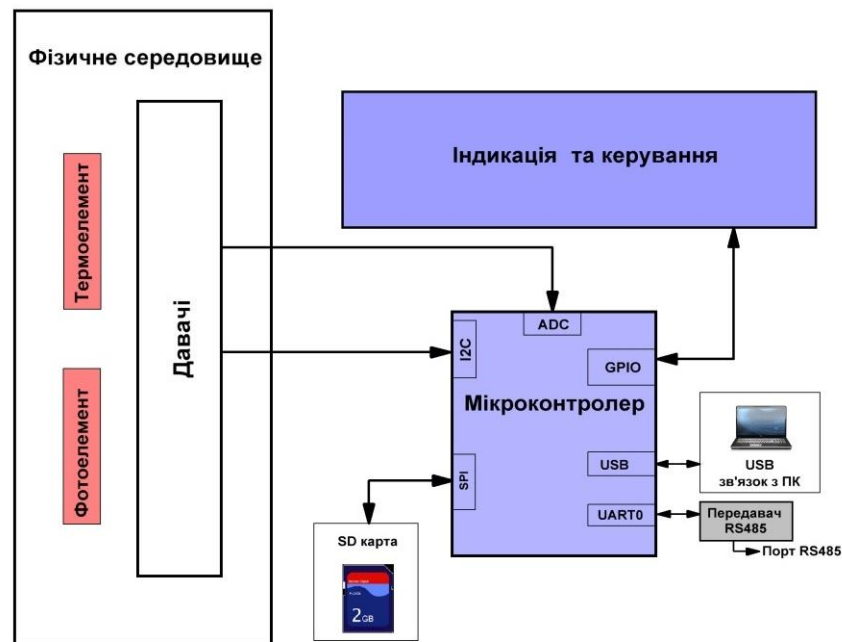 Фізичне середовище
Термоелемент
Фотоелемент
Давачі
Індикація та керування
ADC
I2C
GPIO
Мікроконтролер
SPI
USB
UART0
USB
зв'язок з ПК
Передавач
RS485
Порт RS485
SD карта
2GB